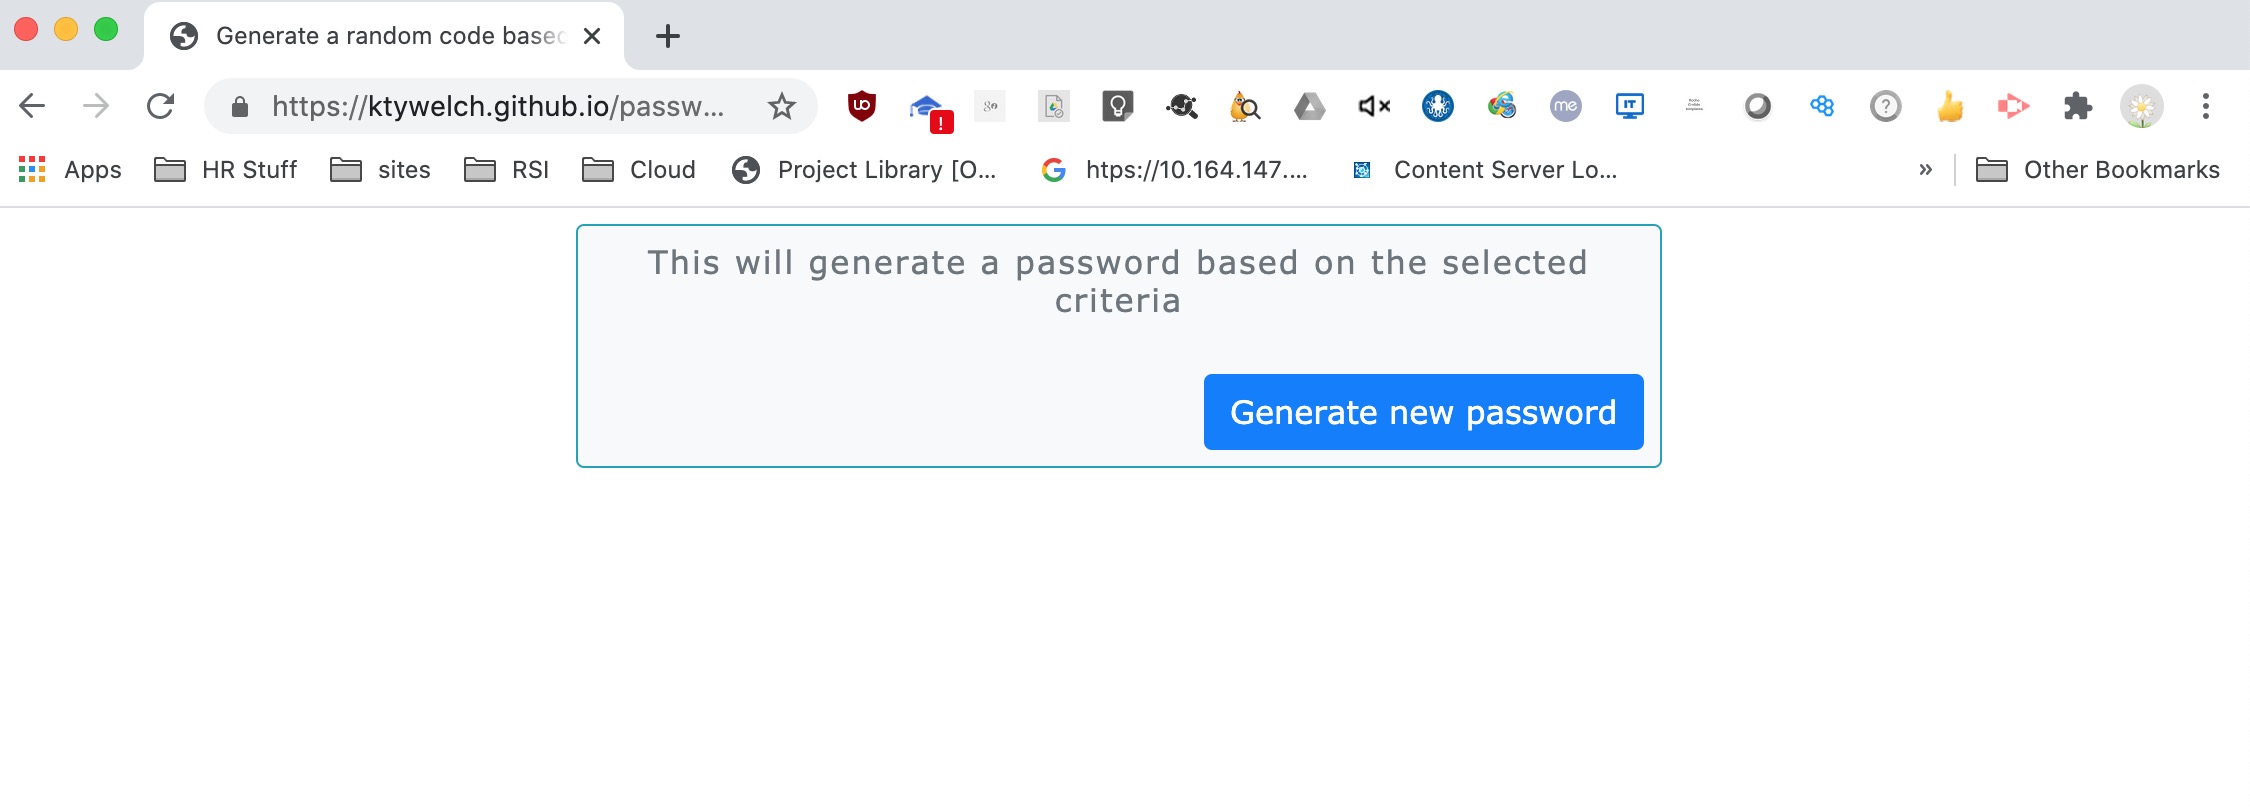 Generate a random code based
https://ktywelch.github.io/passw...
!
me
IT
?
Apps
HR Stuff
sites
RSI
Cloud
Project Library [O...
htps://10.164.147....
Content Server Lo...
»
Other Bookmarks
This will generate a password based on the selected
criteria
Generate new password